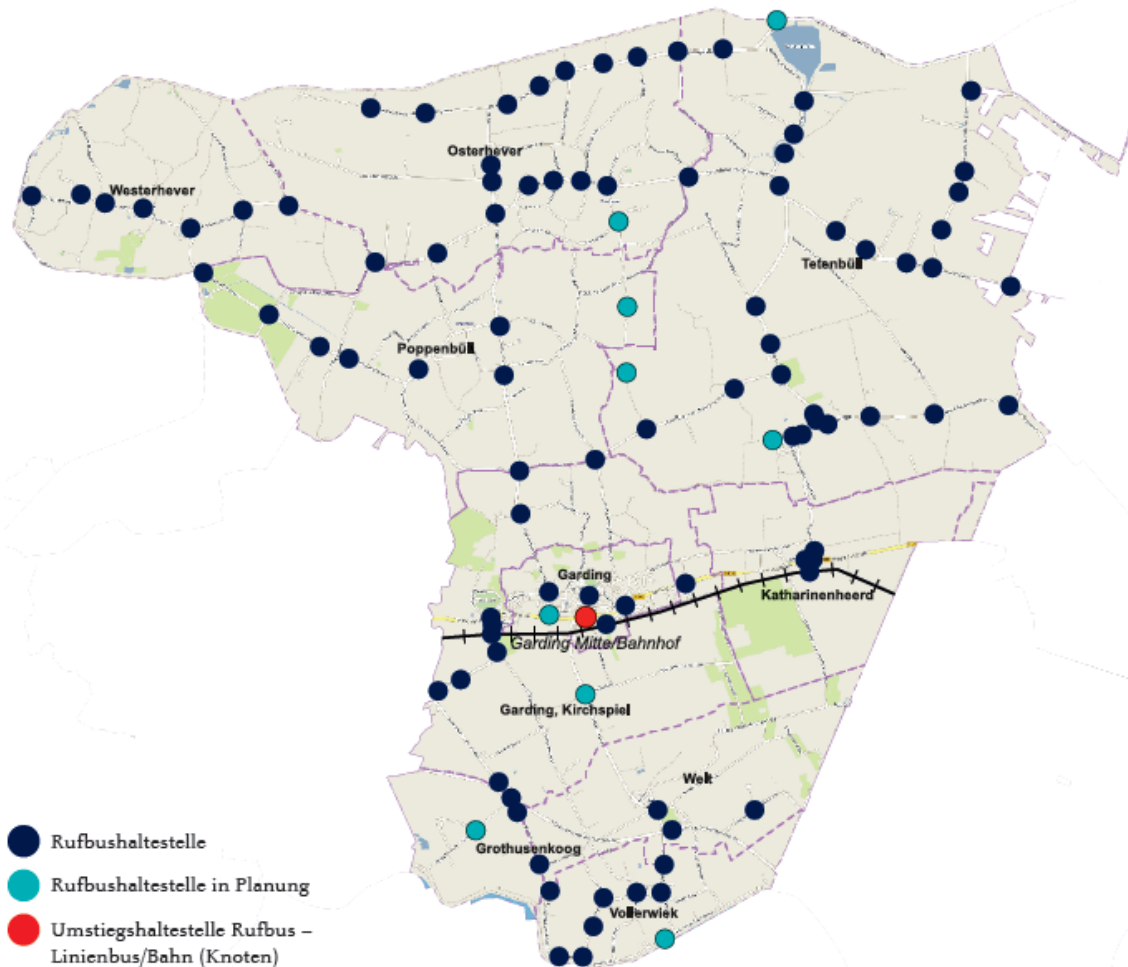 Osterhever
Westerhever
Tetenbüll
Poppenbüll
Garding
Katharinenheerd
Garding Mitte/Bahnhof
Garding, Kirchspiel
Welt
Rufbushaltestelle
Grothusenkoog
Rufbushaltestelle in Planung
Vollerwiek
Umstiegshaltestelle Rufbus –
Linienbus/Bahn (Knoten)